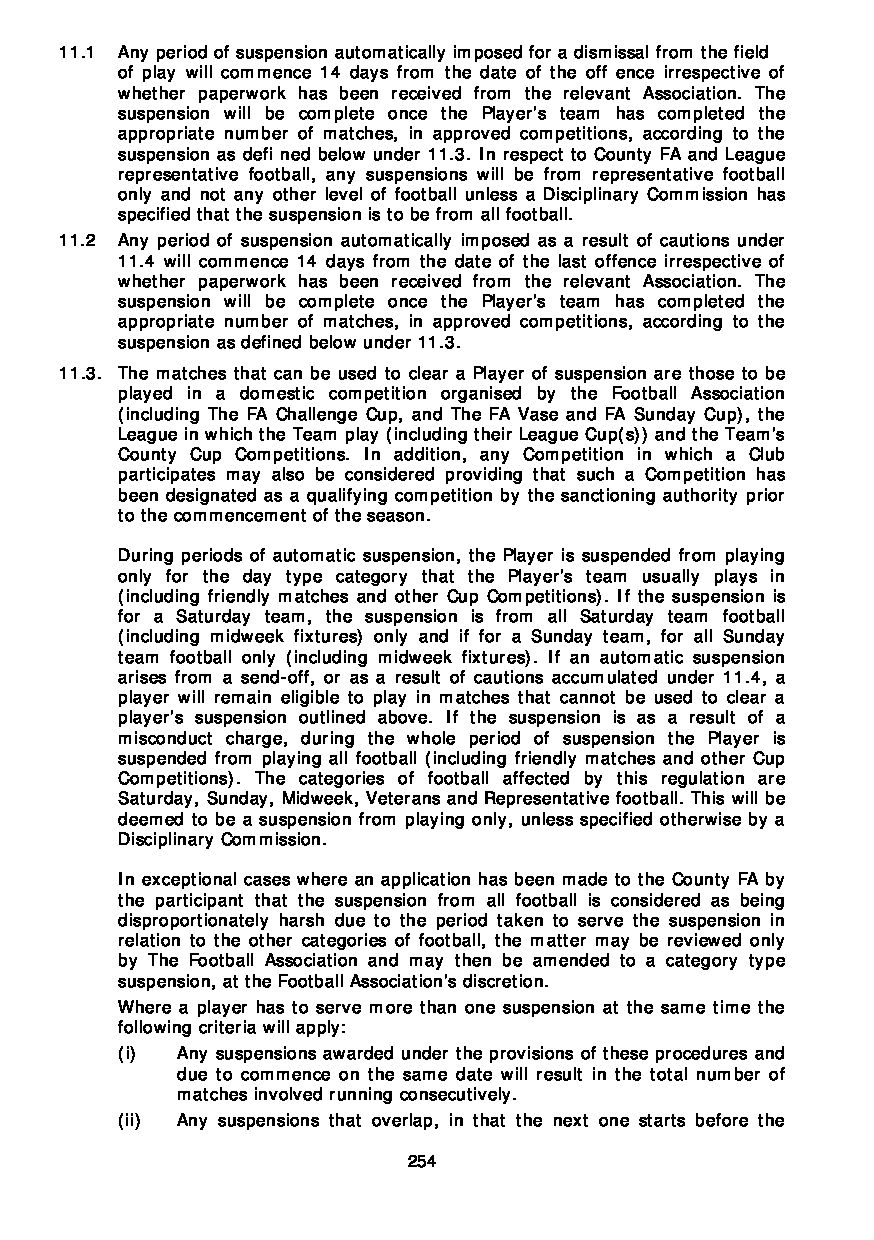 11.1 Any period of suspension automatically imposed for a dismissal from the field
of play will commence 14 days from the date of the off ence irrespective of
whether paperwork has been received from the relevant Association. The
suspension will be complete once the Player's team has completed the
appropriate number of matches, in approved competitions, according to the
suspension as defi ned below under 11.3. In respect to County FA and League
representative football, any suspensions will be from representative football
only and not any other level of football unless a Disciplinary Commission has
specified that the suspension is to be from all football.
11.2 Any period of suspension automatically imposed as a result of cautions under
11.4 will commence 14 days from the date of the last offence irrespective of
whether paperwork has been received from the relevant Association. The
suspension will be complete once the Player's team has completed the
appropriate number of matches, in approved competitions, according to the
suspension as defined below under 11.3.
11.3. The matches that can be used to clear a Player of suspension are those to be
played in a domestic competition organised by the Football Association
(including The FA Challenge Cup, and The FA Vase and FA Sunday Cup), the
League in which the Team play (including their League Cup(s)) and the Team's
County Cup Competitions. In addition, any Competition in which a Club
participates may also be considered providing that such a Competition has
been designated as a qualifying competition by the sanctioning authority prior
to the commencement of the season.
During periods of automatic suspension, the Player is suspended from playing
only for the day type category that the Player's team usually plays in
(including friendly matches and other Cup Competitions). If the suspension is
for a Saturday team, the suspension is from all Saturday team football
(including midweek fixtures) only and if for a Sunday team, for all Sunday
team football only (including midweek fixtures). If an automatic suspension
arises from a send-off, or as a result of cautions accumulated under 11.4, a
player will remain eligible to play in matches that cannot be used to clear a
player's suspension outlined above. If the suspension is as a result of a
misconduct charge, during the whole period of suspension the Player is
suspended from playing all football (including friendly matches and other Cup
Competitions). The categories of football affected by this regulation are
Saturday, Sunday, Midweek, Veterans and Representative football. This will be
deemed to be a suspension from playing only, unless specified otherwise by a
Disciplinary Commission.
In exceptional cases where an application has been made to the County FA by
the participant that the suspension from all football is considered as being
disproportionately harsh due to the period taken to serve the suspension in
relation to the other categories of football, the matter may be reviewed only
by The Football Association and may then be amended to a category type
suspension, at the Football Association's discretion.
Where a player has to serve more than one suspension at the same time the
following criteria will apply:
(i) Any suspensions awarded under the provisions of these procedures and
due to commence on the same date will result in the total number of
matches involved running consecutively.
(ii) Any suspensions that overlap, in that the next one starts before the
254